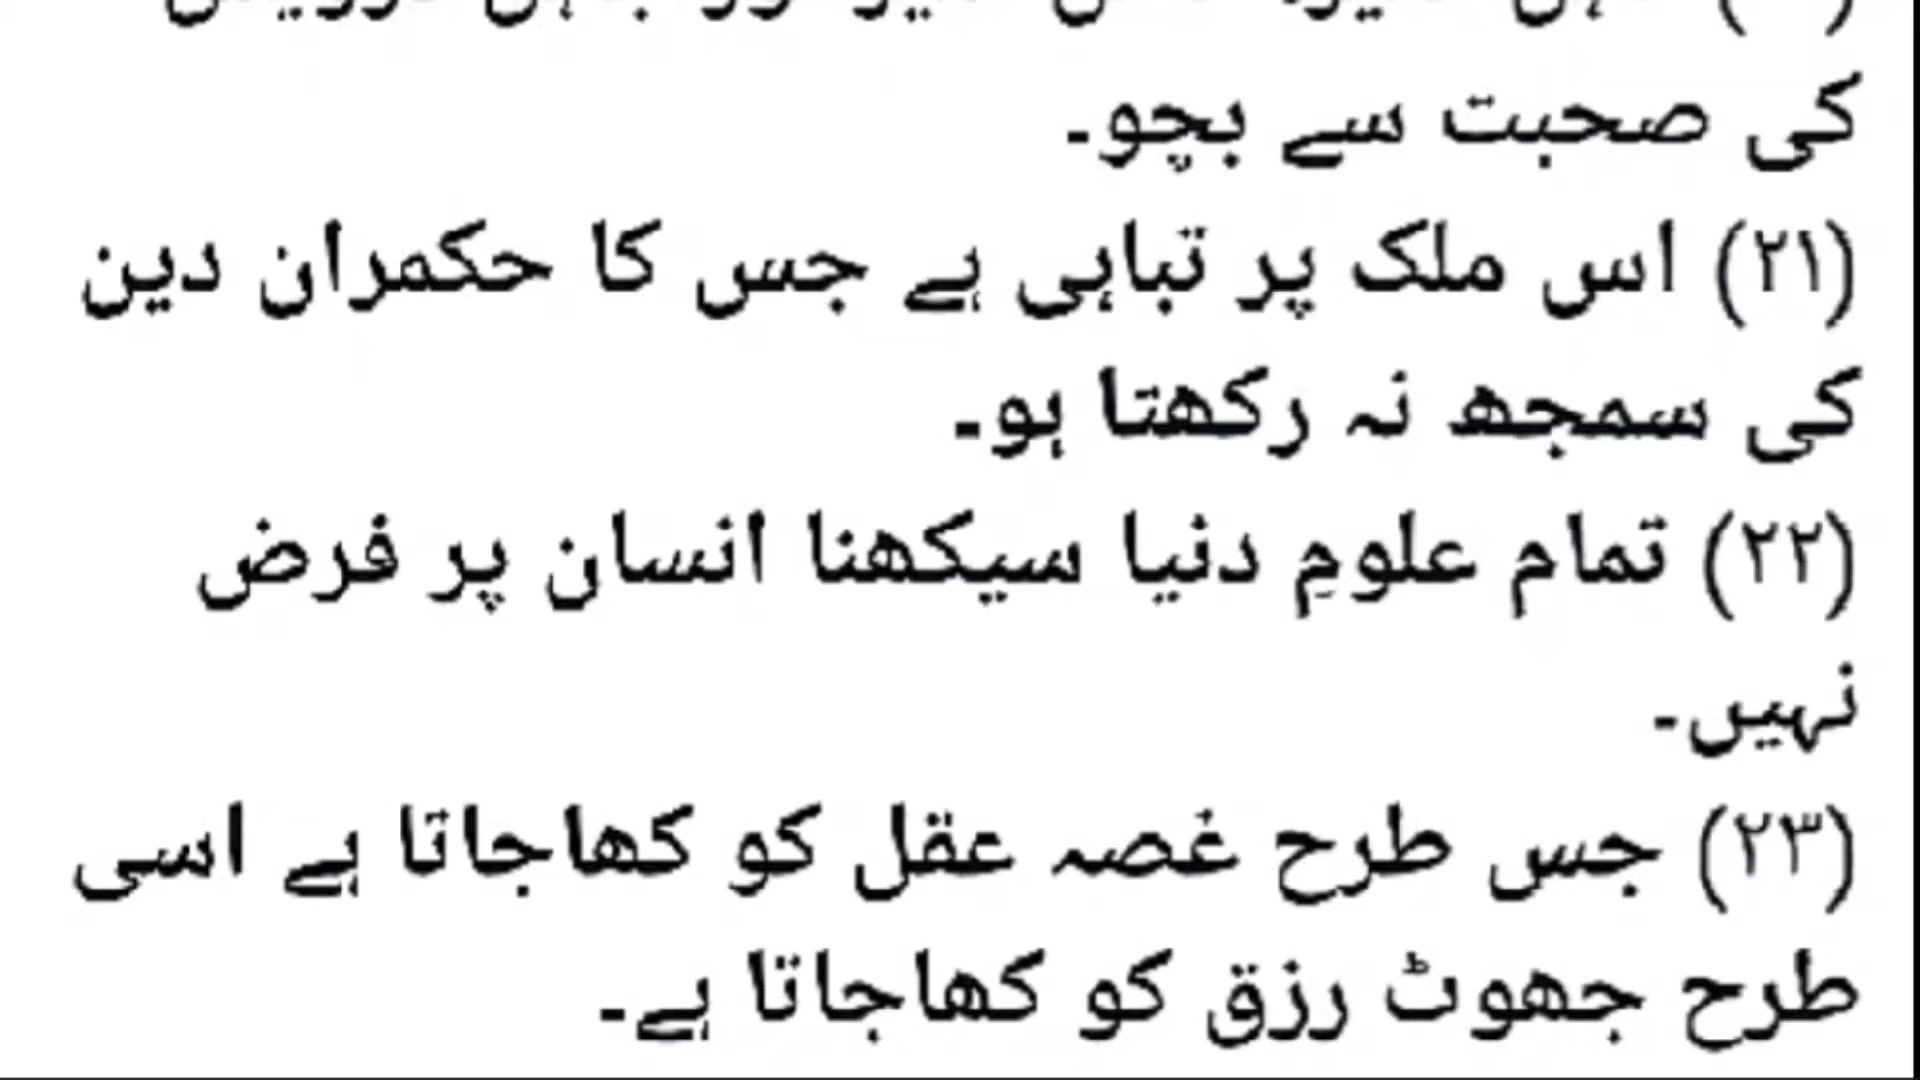 کی صحبت سے بچو۔
(۲۱) اس ملک پر تباہی ہے جس کا حکمران دین
کی سمجھ نہ رکھتا ہو۔
(۲۲) تمام علومِ دنیا سیکھنا انسان پر فرض
نہیں۔
(۲۳) جس طرح غصہ عقل کو کھاجاتا ہے اسی
طرح جھوٹ رزق کو کھاجاتا ہے۔